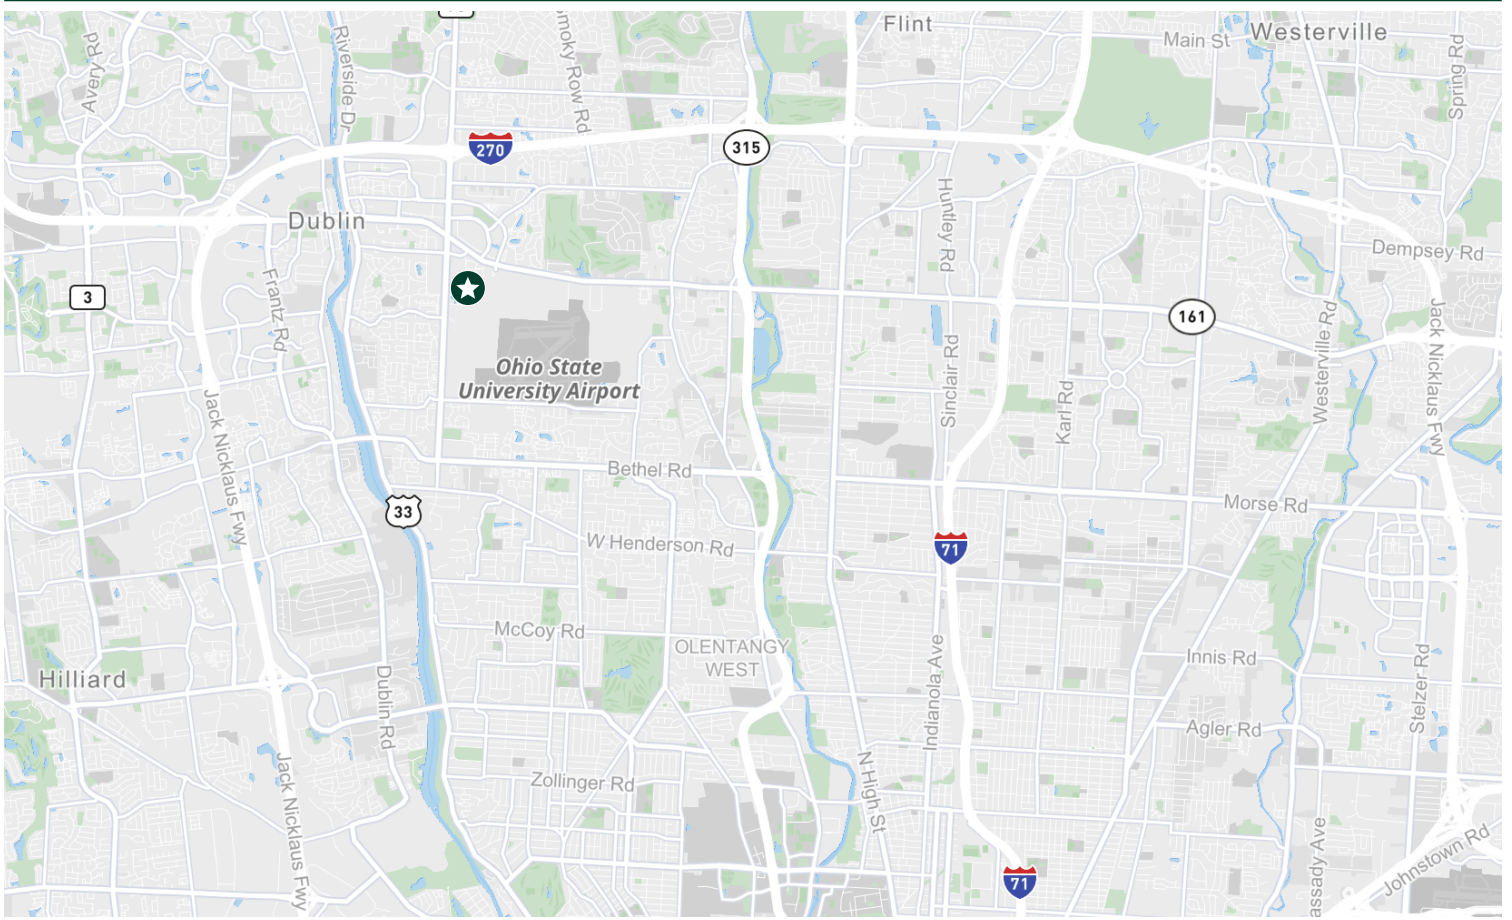 Flint
Main St
Westerville
Spring Rd
Avery Rd
Riverside Dr
Row Rd
270
315
Dublin
Huntley Rd
Dempsey Rd
3
Frantz Rd
161
Ohio State
University Airport
Sinclair Rd
Karl Rd
Westerville Rd
Jack Nicklaus Fwy
Jack Nicklaus Fwy
Bethel Rd
Morse Rd
33
W Henderson Rd
71
McCoy Rd
OLENTANGY
WEST
Innis Rd
Hilliard
Dublin Rd
Indianola Ave
Stelzer Rd
Agler Rd
Jack Nicklaus Fwy
Zollinger Rd
N High St
Johnstown Rd
Ave
71